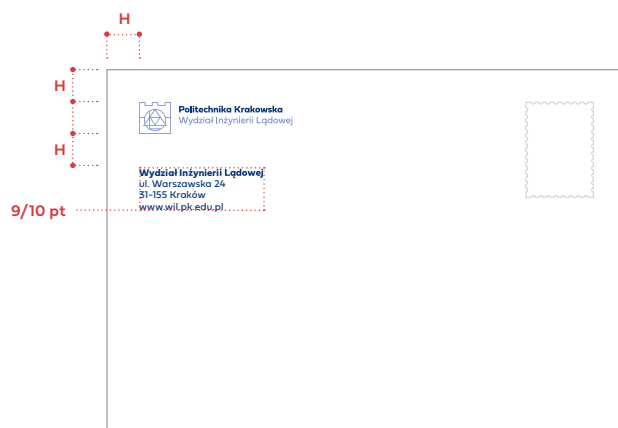 H
H
Politechnika Krakowska
Wydział Inżynierii Lądowej
H
Wydział Inżynierii Lądowej
ul. Warszawska 24
31-155 Kraków
www.wil.pk.edu.pl
9/10 pt